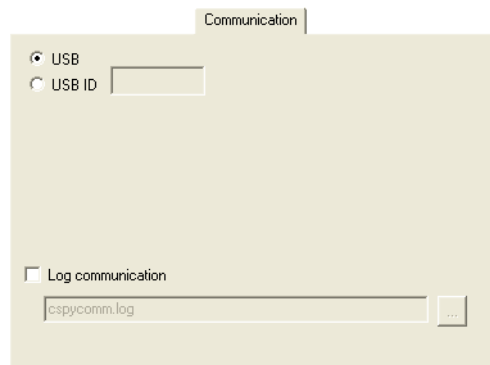 Communication
USB
USB ID
Log communication
cspycomm.log
...